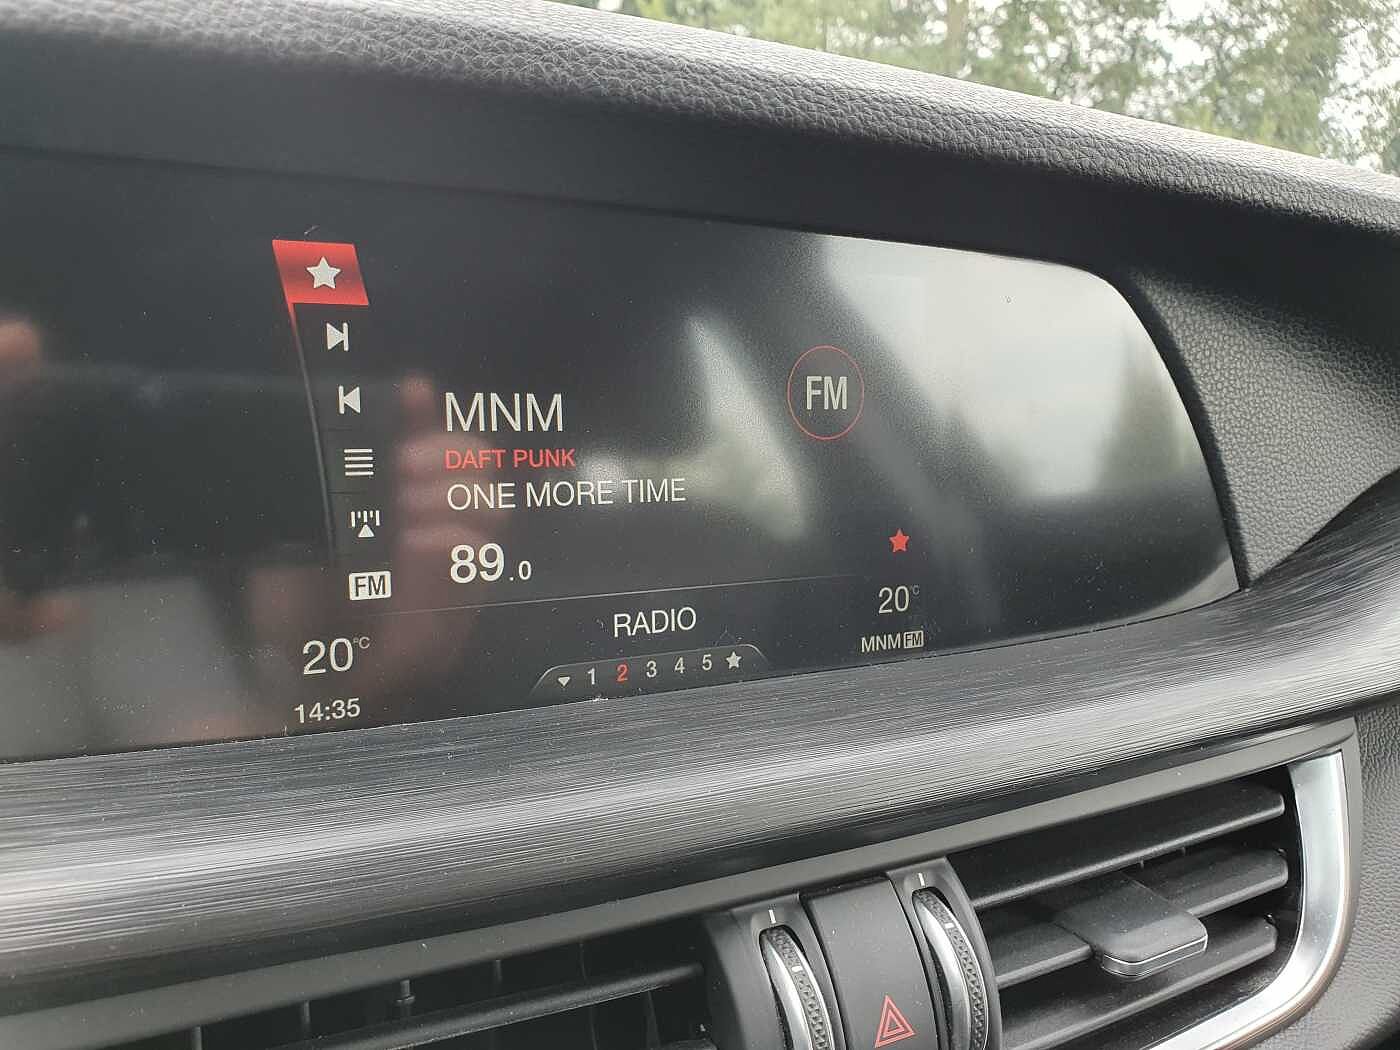 MNM
DAFT PUNK
ONE MORE TIME
89.0
FM
FM
RADIO
1 2 3 4 5
20°C
14:35
20°C
MNM FM